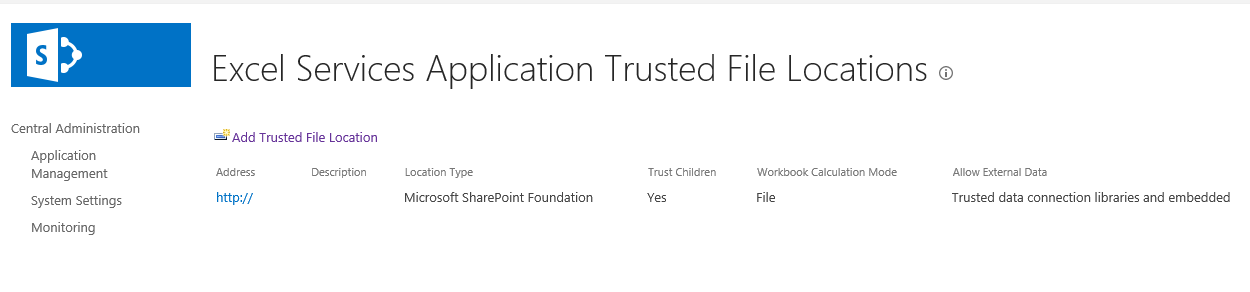 S
Excel Services Application Trusted File Locations
Central Administration
Application
Management
System Settings
Monitoring
Add Trusted File Location
Address Description Location Type Trust Children Workbook Calculation Mode Allow External Data
http:// Microsoft SharePoint Foundation Yes File Trusted data connection libraries and embedded